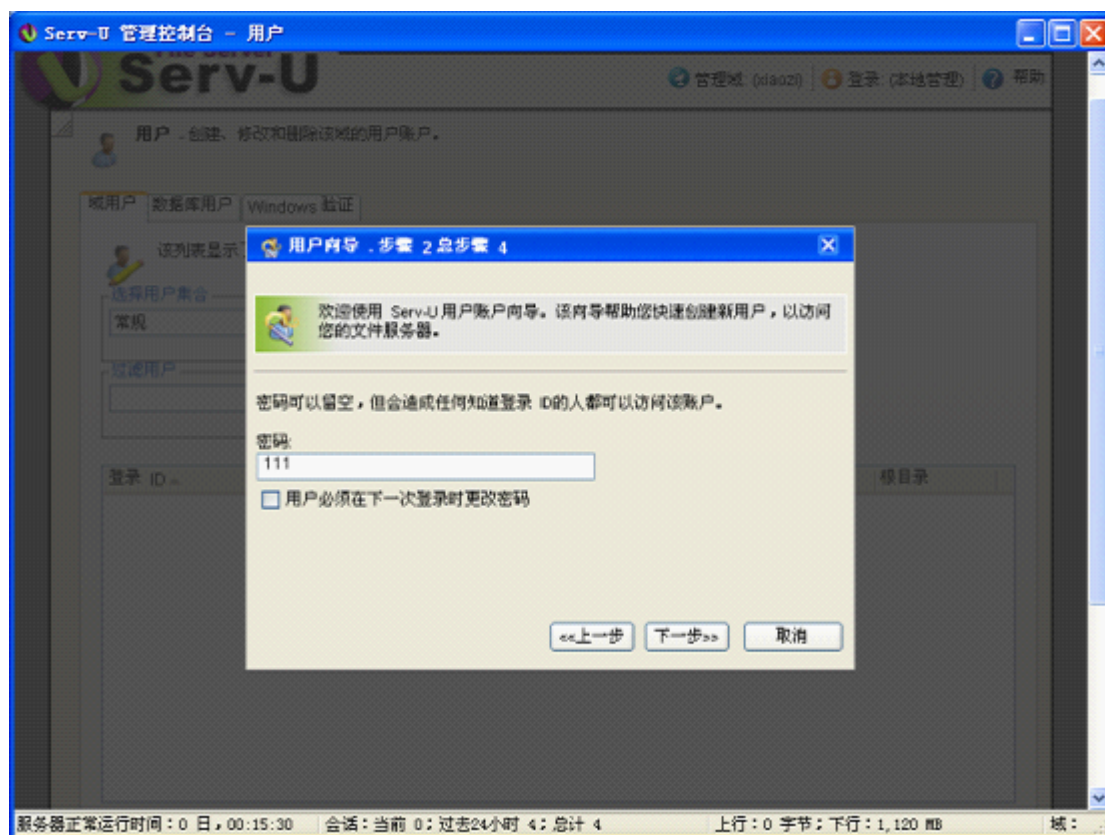 Serv-U 管理控制台 - 用户
Serv-U
管理域: (xiaozi) 登录: (本地管理) 帮助
用户 - 创建、修改和删除该域的用户账户。
域用户 数据库用户 Windows 验证
该列表显示
选择用户集合
常规
过滤用户
登录 ID 根目录
用户向导 - 步骤 2 总步骤 4
欢迎使用 Serv-U 用户账户向导。该向导帮助您快速创建新用户，以访问
您的文件服务器。
密码可以留空，但会造成任何知道登录 ID的人都可以访问该账户。
密码:
111
用户必须在下一次登录时更改密码
««上一步 下一步»» 取消
服务器正常运行时间：0 日，00:15:30 会话：当前 0；过去24小时 4；总计 4 上行：0 字节；下行：1,120 MB 域：